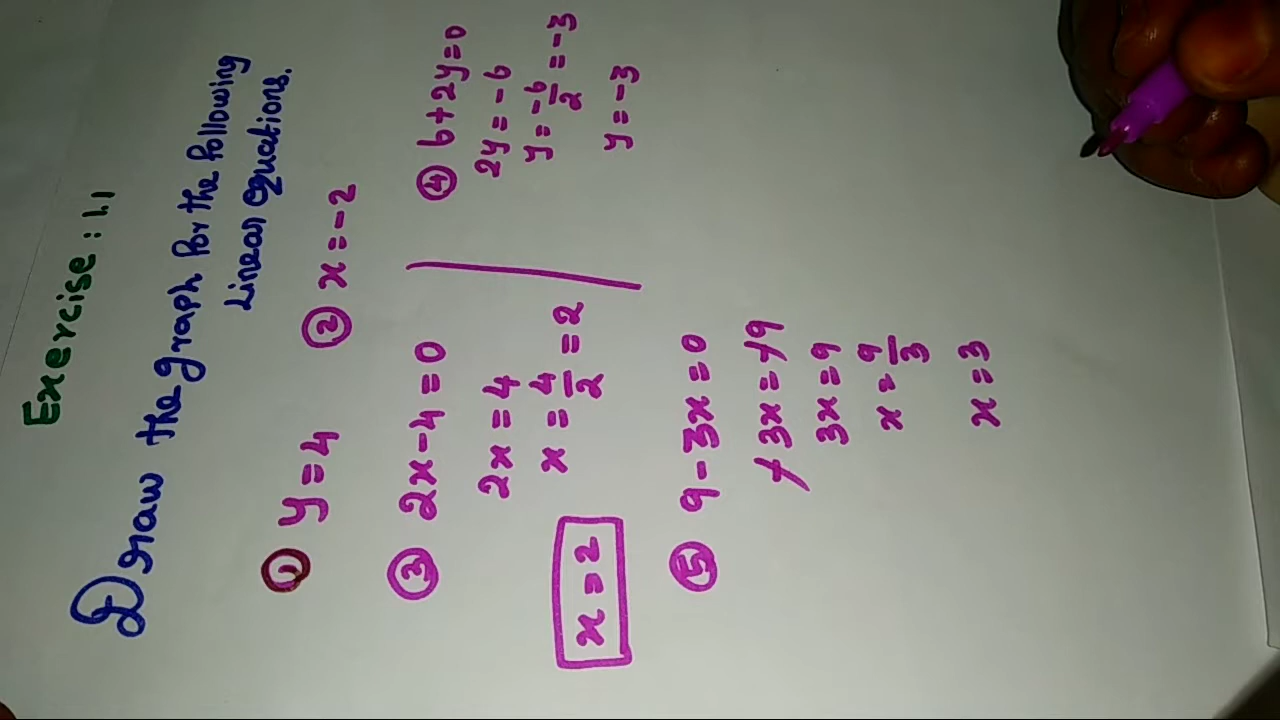 Exercise : 1.1
Draw the graph for the following
Linear equations.
① y = 4
② x = -2
③ 2x - 4 = 0
2x = 4
x = 4/2 = 2
x = 2
④ 6 + 2y = 0
2y = -6
y = -6/2 = -3
y = -3
⑤ 9 - 3x = 0
-3x = -9
3x = 9
x = 9/3
x = 3